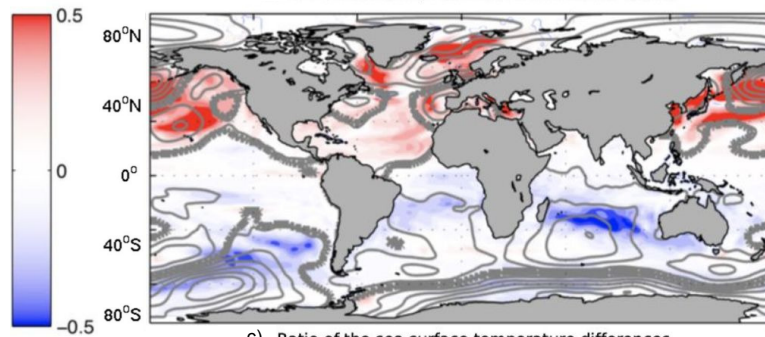 0.5
0
-0.5
80°N
40°N
0°
40°S
80°S
c) Ratio of the sea surface temperature differences